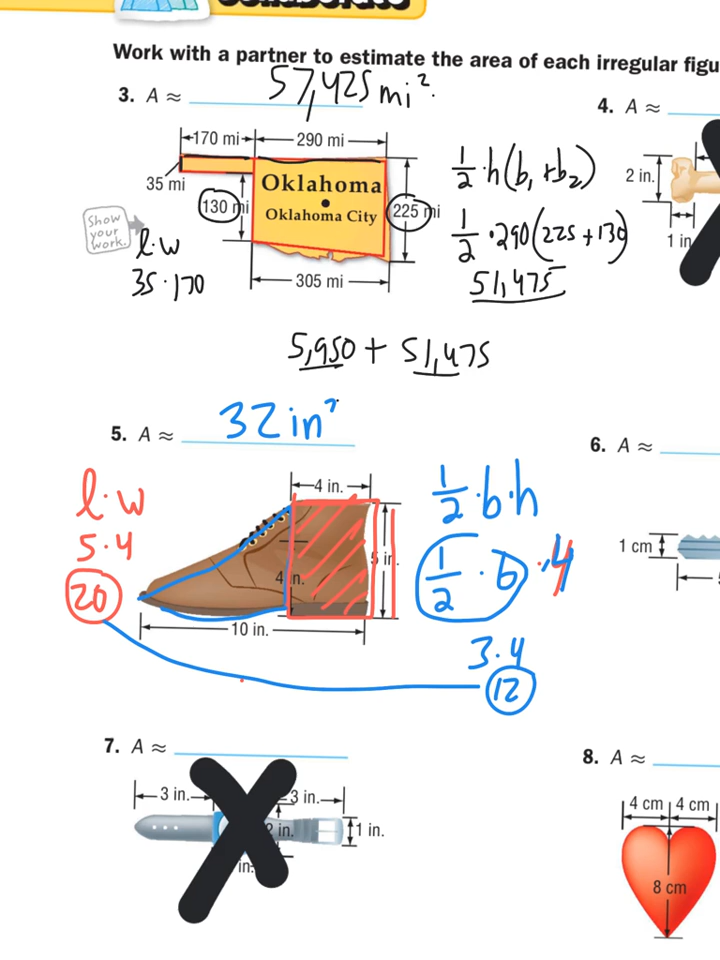 Work with a partner to estimate the area of each irregular figu
3. A ≈ 57,425 mi².
4. A ≈
170 mi
290 mi
35 mi
Oklahoma
Oklahoma City
130 mi
225 mi
305 mi
Show your work.
l·w
35·170
½·h(b₁+b₂)
½·290(225+130)
51,475
2 in.
1 in
5,950 + 51,475
5. A ≈ 32 in²
6. A ≈
l·w
5·4
20
4 in.
5 in.
4 in.
10 in.
½·b·h
½·6·4
3·4
12
1 cm
7. A ≈
3 in.
3 in.
2 in.
1 in.
in.
8. A ≈
4 cm
4 cm
8 cm